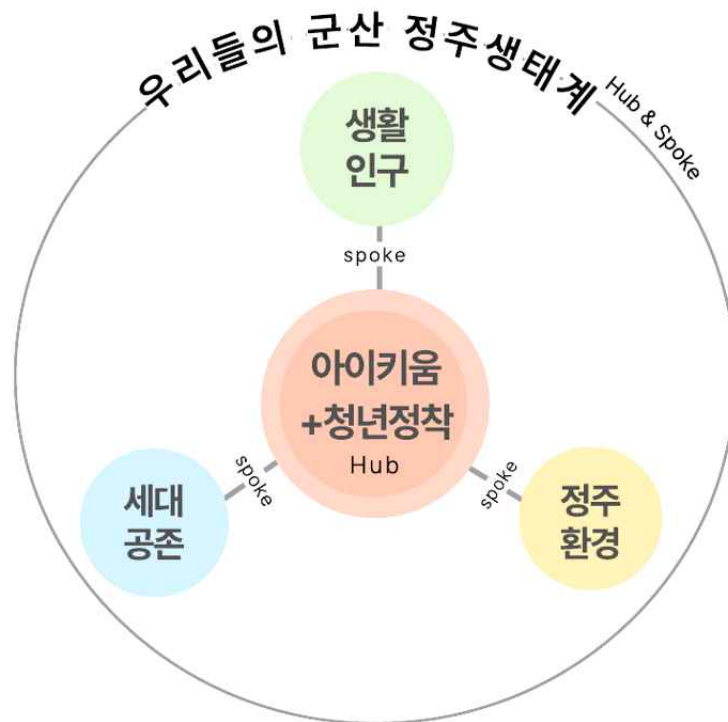 우리들의 군산 정주생태계
Hub & Spoke
생활
인구
spoke
아이키움
+청년정착
Hub
spoke
세대
공존
spoke
정주
환경